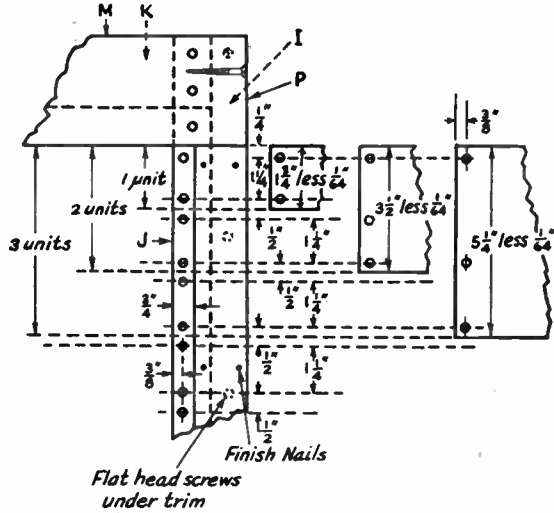 M K
I
P
1/4"
3/8"
1 unit
1 1/4"
1 3/4" less 1/64"
3 1/2" less 1/64"
5 1/4" less 1/64"
2 units
3 units
J
1/2" 1 1/4"
3/4"
1/2" 1 1/4"
3/8"
1/2" 1 1/4"
1/2"
Finish Nails
Flat head screws
under trim